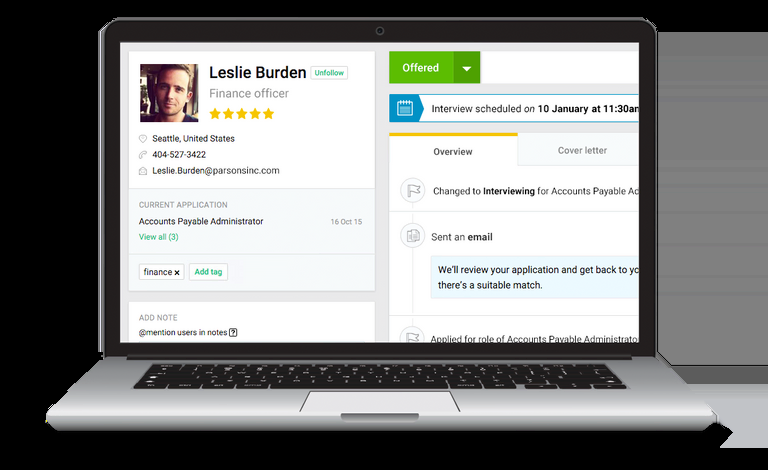 Leslie Burden
Unfollow
Finance officer
Seattle, United States
404-527-3422
Leslie.Burden@parsonsinc.com
CURRENT APPLICATION
Accounts Payable Administrator
16 Oct 15
View all (3)
finance ×
Add tag
ADD NOTE
@mention users in notes ?
Offered
Interview scheduled on 10 January at 11:30am
Overview
Cover letter
Changed to Interviewing for Accounts Payable Ad
Sent an email
We'll review your application and get back to yo
there's a suitable match.
Applied for role of Accounts Payable Administrator